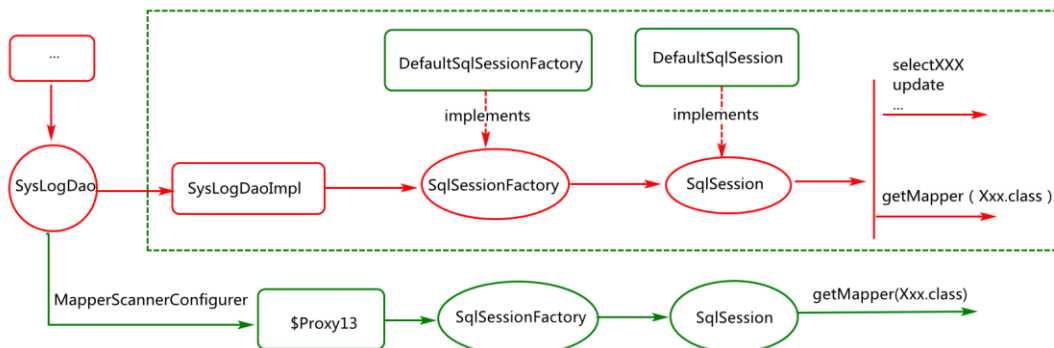 ...
DefaultSqlSessionFactory
DefaultSqlSession
selectXXX
update
...
implements
implements
SysLogDao
SysLogDaoImpl
SqlSessionFactory
SqlSession
getMapper ( Xxx.class )
MapperScannerConfigurer
$Proxy13
SqlSessionFactory
SqlSession
getMapper(Xxx.class)